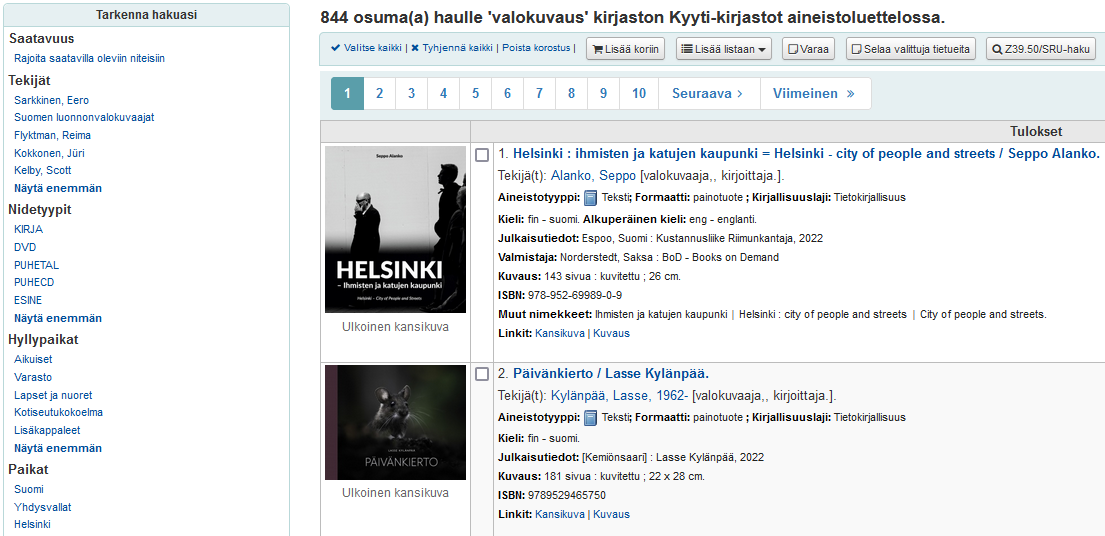 Tarkenna hakuasi
Saatavuus
Rajoita saatavilla oleviin niteisiin
Tekijät
Sarkkinen, Eero
Suomen luonnonvalokuvaajat
Flyktman, Reima
Kokkonen, Jüri
Kelby, Scott
Näytä enemmän
Nidetyypit
KIRJA
DVD
PUHETAL
PUHECD
ESINE
Näytä enemmän
Hyllypaikat
Aikuiset
Varasto
Lapset ja nuoret
Kotiseutukokoelma
Lisäkappaleet
Näytä enemmän
Paikat
Suomi
Yhdysvallat
Helsinki
844 osuma(a) haulle 'valokuvaus' kirjaston Kyyti-kirjastot aineistoluettelossa.
Valitse kaikki | Tyhjennä kaikki | Poista korostus | Lisää koriin Lisää listaan Varaa Selaa valittuja tietueita Z39.50/SRU-haku
1 2 3 4 5 6 7 8 9 10 Seuraava Viimeinen
Tulokset
Seppo Alanko
HELSINKI
– Ihmisten ja katujen kaupunki
Helsinki – City of People and Streets
Ulkoinen kansikuva
1. Helsinki : ihmisten ja katujen kaupunki = Helsinki - city of people and streets / Seppo Alanko.
Tekijä(t): Alanko, Seppo [valokuvaaja,, kirjoittaja.].
Aineistotyyppi: Teksti; Formaatti: painotuote ; Kirjallisuuslaji: Tietokirjallisuus
Kieli: fin - suomi. Alkuperäinen kieli: eng - englanti.
Julkaisutiedot: Espoo, Suomi : Kustannusliike Riimunkantaja, 2022
Valmistaja: Norderstedt, Saksa : BoD - Books on Demand
Kuvaus: 143 sivua : kuvitettu ; 26 cm.
ISBN: 978-952-69989-0-9
Muut nimekkeet: Ihmisten ja katujen kaupunki | Helsinki : city of people and streets | City of people and streets.
Linkit: Kansikuva | Kuvaus
LASSE KYLÄNPÄÄ
PÄIVÄNKIERTO
Ulkoinen kansikuva
2. Päivänkierto / Lasse Kylänpää.
Tekijä(t): Kylänpää, Lasse, 1962- [valokuvaaja,, kirjoittaja.].
Aineistotyyppi: Teksti; Formaatti: painotuote ; Kirjallisuuslaji: Tietokirjallisuus
Kieli: fin - suomi.
Julkaisutiedot: [Kemiönsaari] : Lasse Kylänpää, 2022
Kuvaus: 181 sivua : kuvitettu ; 22 x 28 cm.
ISBN: 9789529465750
Linkit: Kansikuva | Kuvaus